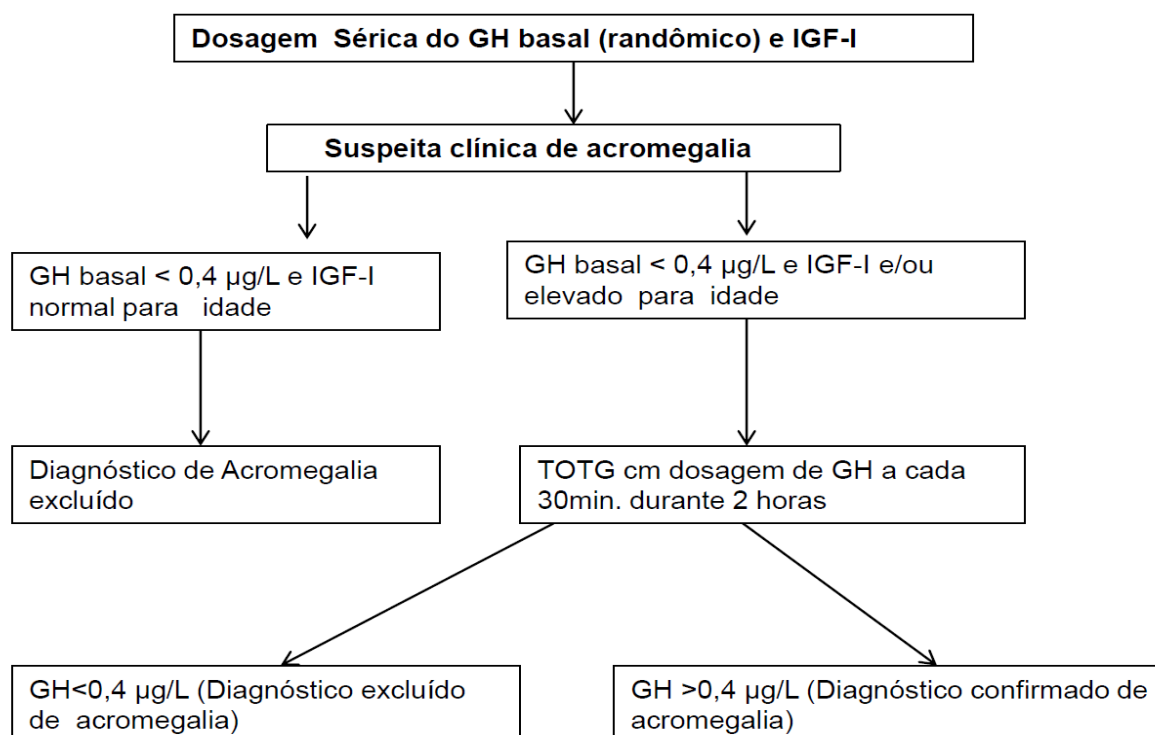 Dosagem Sérica do GH basal (randômico) e IGF-I
Suspeita clínica de acromegalia
GH basal < 0,4 µg/L e IGF-I
normal para idade
GH basal < 0,4 µg/L e IGF-I e/ou
elevado para idade
Diagnóstico de Acromegalia
excluído
TOTG cm dosagem de GH a cada
30min. durante 2 horas
GH<0,4 µg/L (Diagnóstico excluído
de acromegalia)
GH >0,4 µg/L (Diagnóstico confirmado de
acromegalia)